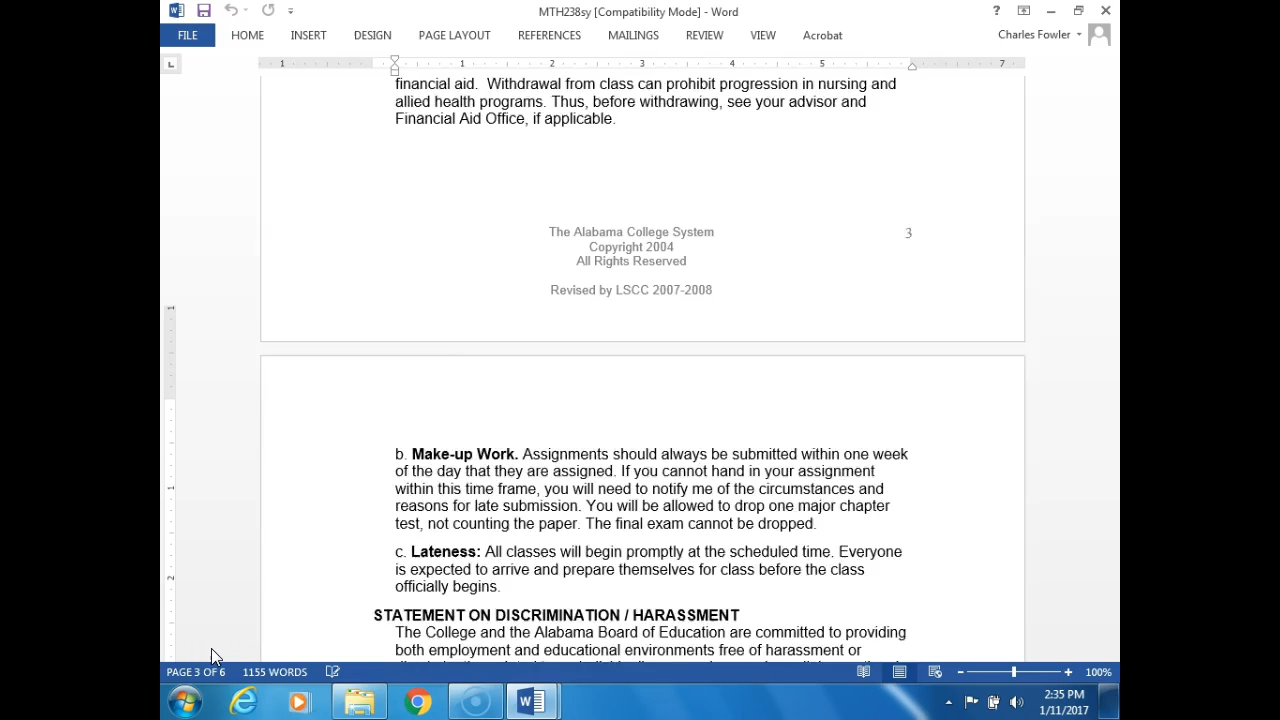 MTH238sy [Compatibility Mode] - Word
FILE HOME INSERT DESIGN PAGE LAYOUT REFERENCES MAILINGS REVIEW VIEW Acrobat Charles Fowler
1 1 2 3 4 5 7
financial aid.  Withdrawal from class can prohibit progression in nursing and
allied health programs. Thus, before withdrawing, see your advisor and
Financial Aid Office, if applicable.
The Alabama College System 3
Copyright 2004
All Rights Reserved
Revised by LSCC 2007-2008
b. Make-up Work. Assignments should always be submitted within one week
of the day that they are assigned. If you cannot hand in your assignment
within this time frame, you will need to notify me of the circumstances and
reasons for late submission. You will be allowed to drop one major chapter
test, not counting the paper. The final exam cannot be dropped.
c. Lateness: All classes will begin promptly at the scheduled time. Everyone
is expected to arrive and prepare themselves for class before the class
officially begins.
STATEMENT ON DISCRIMINATION / HARASSMENT
The College and the Alabama Board of Education are committed to providing
both employment and educational environments free of harassment or
PAGE 3 OF 6 1155 WORDS 100%
2:35 PM
1/11/2017